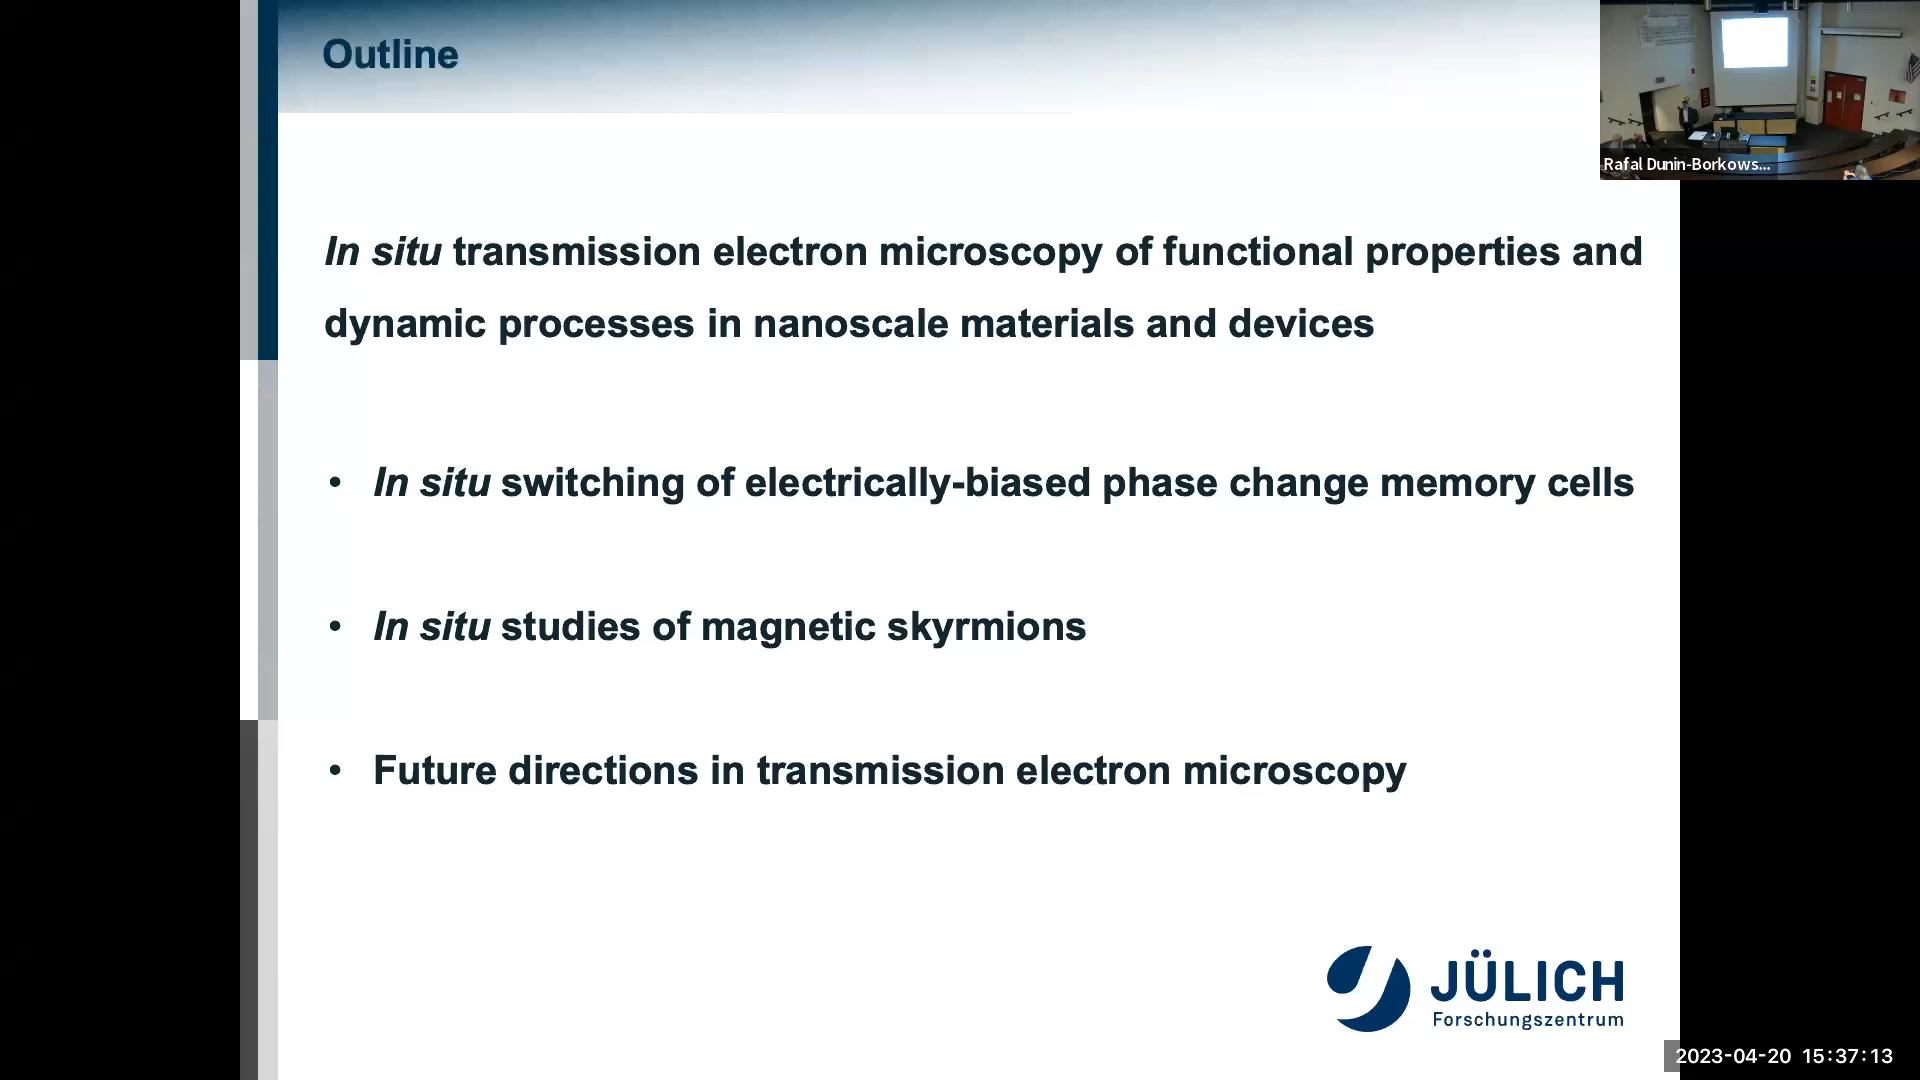 Outline
Rafal Dunin-Borkows...
In situ transmission electron microscopy of functional properties and
dynamic processes in nanoscale materials and devices
• In situ switching of electrically-biased phase change memory cells
• In situ studies of magnetic skyrmions
• Future directions in transmission electron microscopy
JÜLICH
Forschungszentrum
2023-04-20 15:37:13